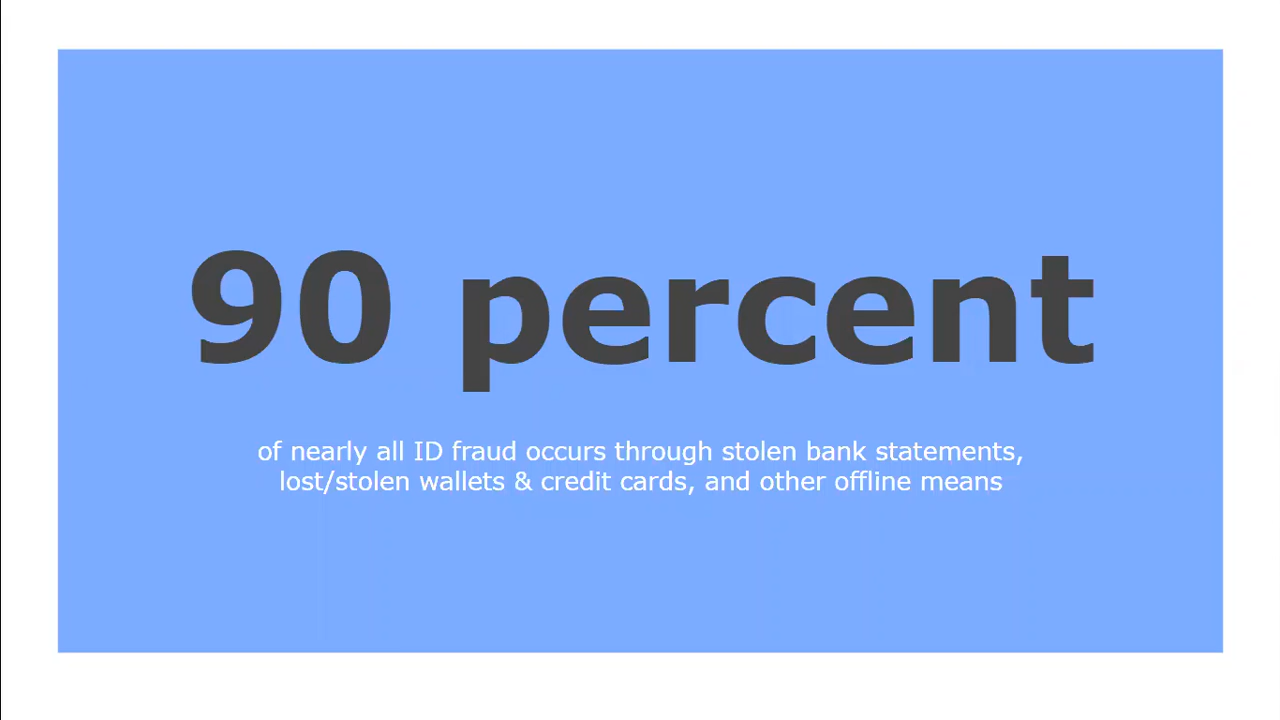 90 percent
of nearly all ID fraud occurs through stolen bank statements,
lost/stolen wallets & credit cards, and other offline means